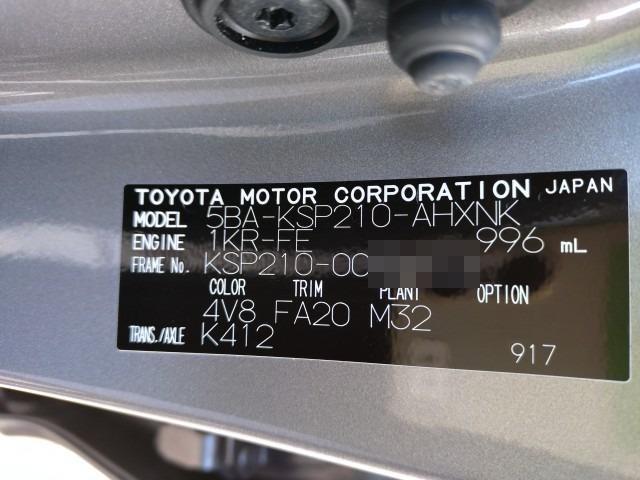 TOYOTA MOTOR CORPORATION JAPAN
MODEL 5BA-KSP210-AHXNK
ENGINE 1KR-FE 996 mL
FRAME No. KSP210-00
COLOR TRIM PLANT OPTION
4V8 FA20 M32
TRANS./AXLE K412
917